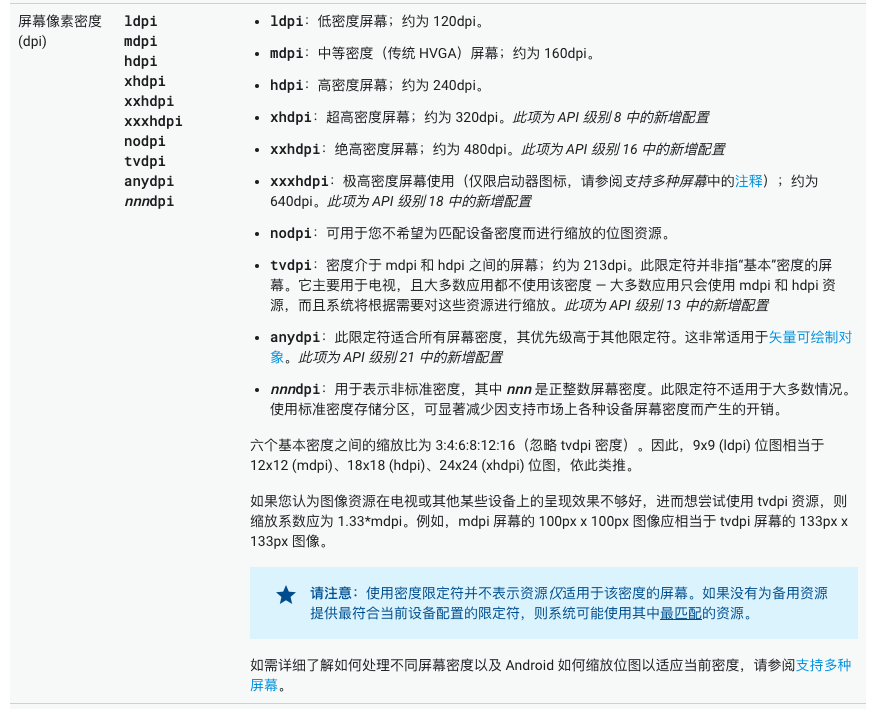 屏幕像素密度
(dpi)
ldpi
mdpi
hdpi
xhdpi
xxhdpi
xxxhdpi
nodpi
tvdpi
anydpi
nnndpi
• ldpi：低密度屏幕；约为 120dpi。
• mdpi：中等密度（传统 HVGA）屏幕；约为 160dpi。
• hdpi：高密度屏幕；约为 240dpi。
• xhdpi：超高密度屏幕；约为 320dpi。此项为 API 级别 8 中的新增配置
• xxhdpi：绝高密度屏幕；约为 480dpi。此项为 API 级别 16 中的新增配置
• xxxhdpi：极高密度屏幕使用（仅限启动器图标，请参阅支持多种屏幕中的注释）；约为
640dpi。此项为 API 级别 18 中的新增配置
• nodpi：可用于您不希望为匹配设备密度而进行缩放的位图资源。
• tvdpi：密度介于 mdpi 和 hdpi 之间的屏幕；约为 213dpi。此限定符并非指“基本”密度的屏
幕。它主要用于电视，且大多数应用都不使用该密度 — 大多数应用只会使用 mdpi 和 hdpi 资
源，而且系统将根据需要对这些资源进行缩放。此项为 API 级别 13 中的新增配置
• anydpi：此限定符适合所有屏幕密度，其优先级高于其他限定符。这非常适用于矢量可绘制对
象。此项为 API 级别 21 中的新增配置
• nnndpi：用于表示非标准密度，其中 nnn 是正整数屏幕密度。此限定符不适用于大多数情况。
使用标准密度存储分区，可显著减少因支持市场上各种设备屏幕密度而产生的开销。
六个基本密度之间的缩放比为 3:4:6:8:12:16（忽略 tvdpi 密度）。因此，9x9 (ldpi) 位图相当于
12x12 (mdpi)、18x18 (hdpi)、24x24 (xhdpi) 位图，依此类推。
如果您认为图像资源在电视或其他某些设备上的呈现效果不够好，进而想尝试使用 tvdpi 资源，则
缩放系数应为 1.33*mdpi。例如，mdpi 屏幕的 100px x 100px 图像应相当于 tvdpi 屏幕的 133px x
133px 图像。
请注意：使用密度限定符并不表示资源仅适用于该密度的屏幕。如果没有为备用资源
提供最符合当前设备配置的限定符，则系统可能使用其中最匹配的资源。
如需详细了解如何处理不同屏幕密度以及 Android 如何缩放位图以适应当前密度，请参阅支持多种
屏幕。